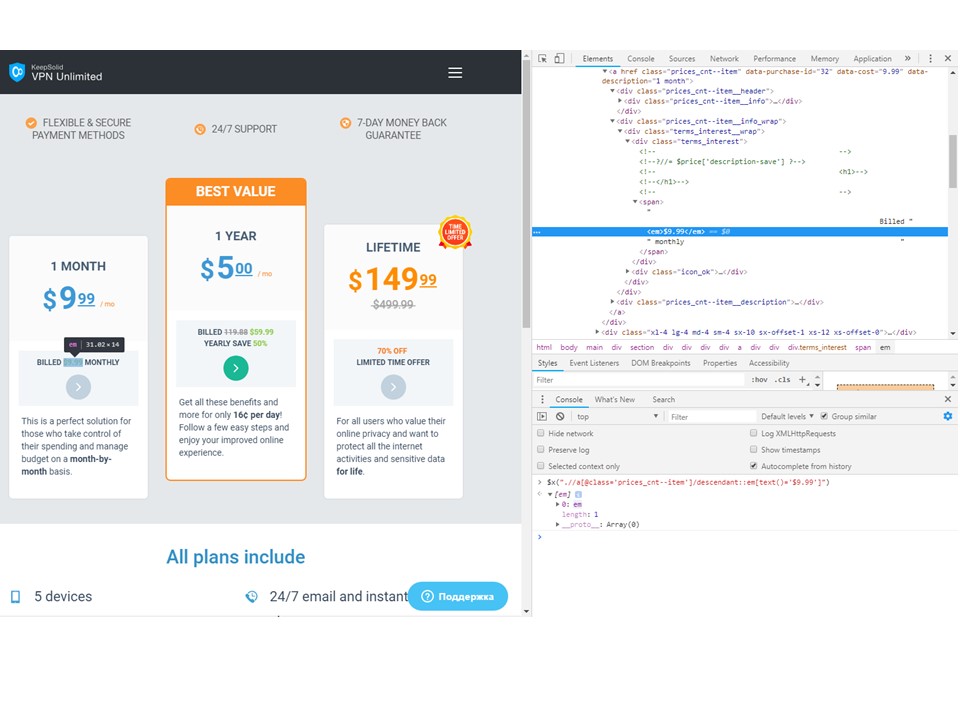 KeepSolid
VPN Unlimited
FLEXIBLE & SECURE
PAYMENT METHODS
24/7 SUPPORT
7-DAY MONEY BACK
GUARANTEE
1 MONTH
$9 99 / mo
em | 31.02 × 14
BILLED $9.99 MONTHLY
This is a perfect solution for
those who take control of
their spending and manage
budget on a month-by-
month basis.
BEST VALUE
1 YEAR
$5 00 / mo
BILLED 119.88 $59.99
YEARLY SAVE 50%
Get all these benefits and
more for only 16¢ per day!
Follow a few easy steps and
enjoy your improved online
experience.
TIME
LIMITED
OFFER
LIFETIME
$149 99
$499.99
70% OFF
LIMITED TIME OFFER
For all users who value their
online privacy and want to
protect all the internet
activities and sensitive data
for life.
All plans include
5 devices
24/7 email and instant
Поддержка
Elements Console Sources Network Performance Memory Application »
▼<a href class="prices_cnt--item" data-purchase-id="32" data-cost="9.99" data-
description="1 month">
▼<div class="prices_cnt--item__header">
▶<div class="prices_cnt--item__info">…</div>
</div>
▼<div class="prices_cnt--item__info_wrap">
▼<div class="terms_interest__wrap">
▼<div class="terms_interest">
<!-- -->
<!--?//= $price['description-save'] ?-->
<!-- <h1>-->
<!--</h1>-->
<!-- -->
▼<span>
"
Billed "
<em>$9.99</em> == $0
" monthly "
</span>
</div>
▶<div class="icon_ok">…</div>
</div>
</div>
▶<div class="prices_cnt--item__description">…</div>
</a>
</div>
▶<div class="xl-4 lg-4 md-4 sm-4 sx-10 sx-offset-1 xs-12 xs-offset-0">…</div>
html body main div section div div div div a div div div.terms_interest span em
Styles Event Listeners DOM Breakpoints Properties Accessibility
Filter :hov .cls +
Console What's New Search
top Filter Default levels ▼ Group similar
Hide network Log XMLHttpRequests
Preserve log Show timestamps
Selected context only Autocomplete from history
> $x(".//a[@class='prices_cnt--item']/descendant::em[text()='$9.99']")
▼[em]
▶0: em
length: 1
▶__proto__: Array(0)